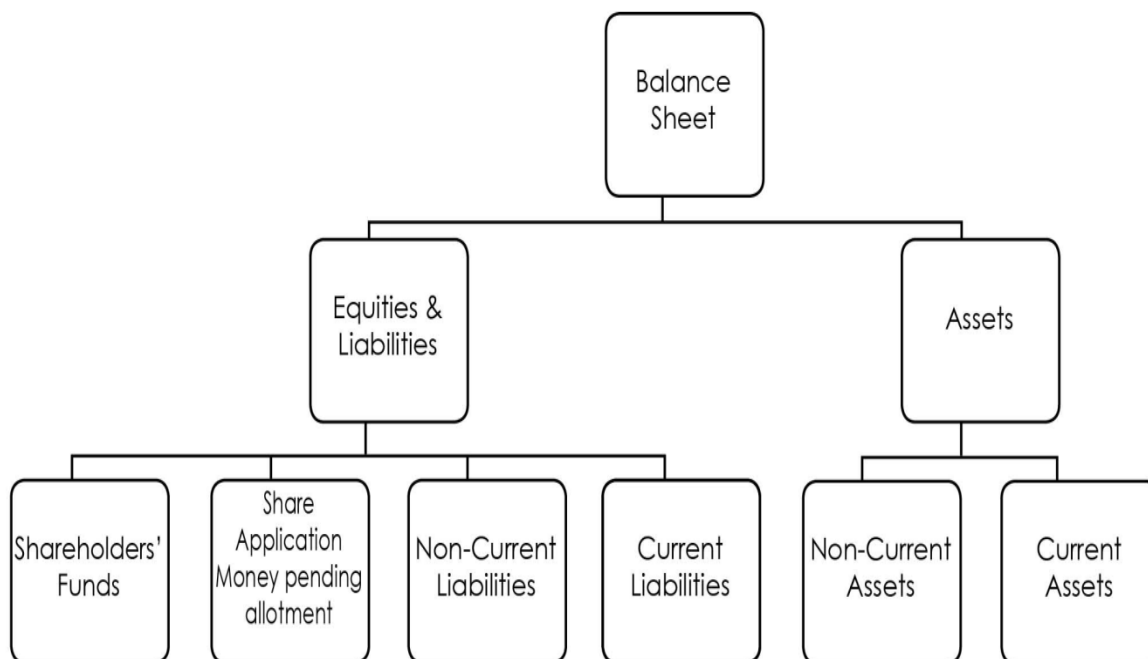 Balance
Sheet
Equities &
Liabilities
Assets
Shareholders'
Funds
Share
Application
Money pending
allotment
Non-Current
Liabilities
Current
Liabilities
Non-Current
Assets
Current
Assets